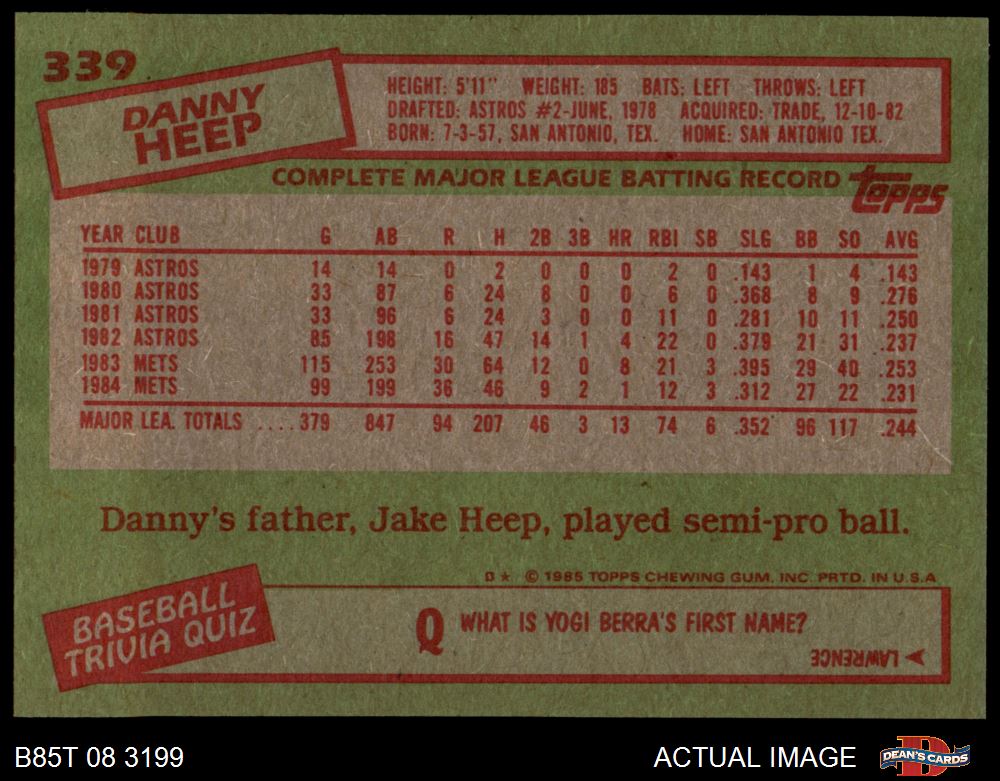 339
DANNY
HEEP
HEIGHT: 5'11" WEIGHT: 185 BATS: LEFT THROWS: LEFT
DRAFTED: ASTROS #2-JUNE, 1978 ACQUIRED: TRADE, 12-10-82
BORN: 7-3-57, SAN ANTONIO, TEX. HOME: SAN ANTONIO TEX.
COMPLETE MAJOR LEAGUE BATTING RECORD topps
YEAR CLUB G AB R H 2B 3B HR RBI SB SLG BB SO AVG
1979 ASTROS 14 14 0 2 0 0 0 2 0 .143 1 4 .143
1980 ASTROS 33 87 6 24 8 0 0 6 0 .368 8 9 .276
1981 ASTROS 33 96 6 24 3 0 0 11 0 .281 10 11 .250
1982 ASTROS 85 198 16 47 14 1 4 22 0 .379 21 31 .237
1983 METS 115 253 30 64 12 0 8 21 3 .395 29 40 .253
1984 METS 99 199 36 46 9 2 1 12 3 .312 27 22 .231
MAJOR LEA. TOTALS ....379 847 94 207 46 3 13 74 6 .352 96 117 .244
Danny's father, Jake Heep, played semi-pro ball.
D★ © 1985 TOPPS CHEWING GUM, INC. PRTD. IN U.S.A
BASEBALL
TRIVIA QUIZ
Q WHAT IS YOGI BERRA'S FIRST NAME?
LAWRENCE
B85T 08 3199
ACTUAL IMAGE
DEAN'S CARDS